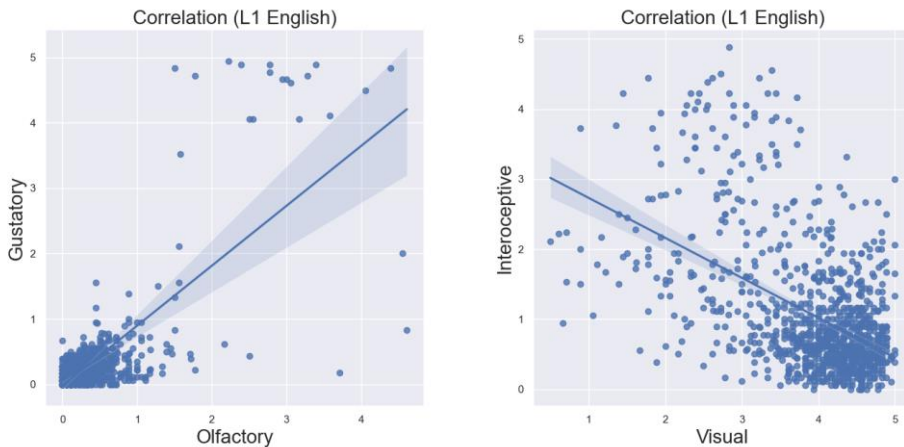 Correlation (L1 English)
5
4
3
2
1
0
Gustatory
0 1 2 3 4
Olfactory
Correlation (L1 English)
5
4
3
2
1
0
Interoceptive
1 2 3 4 5
Visual